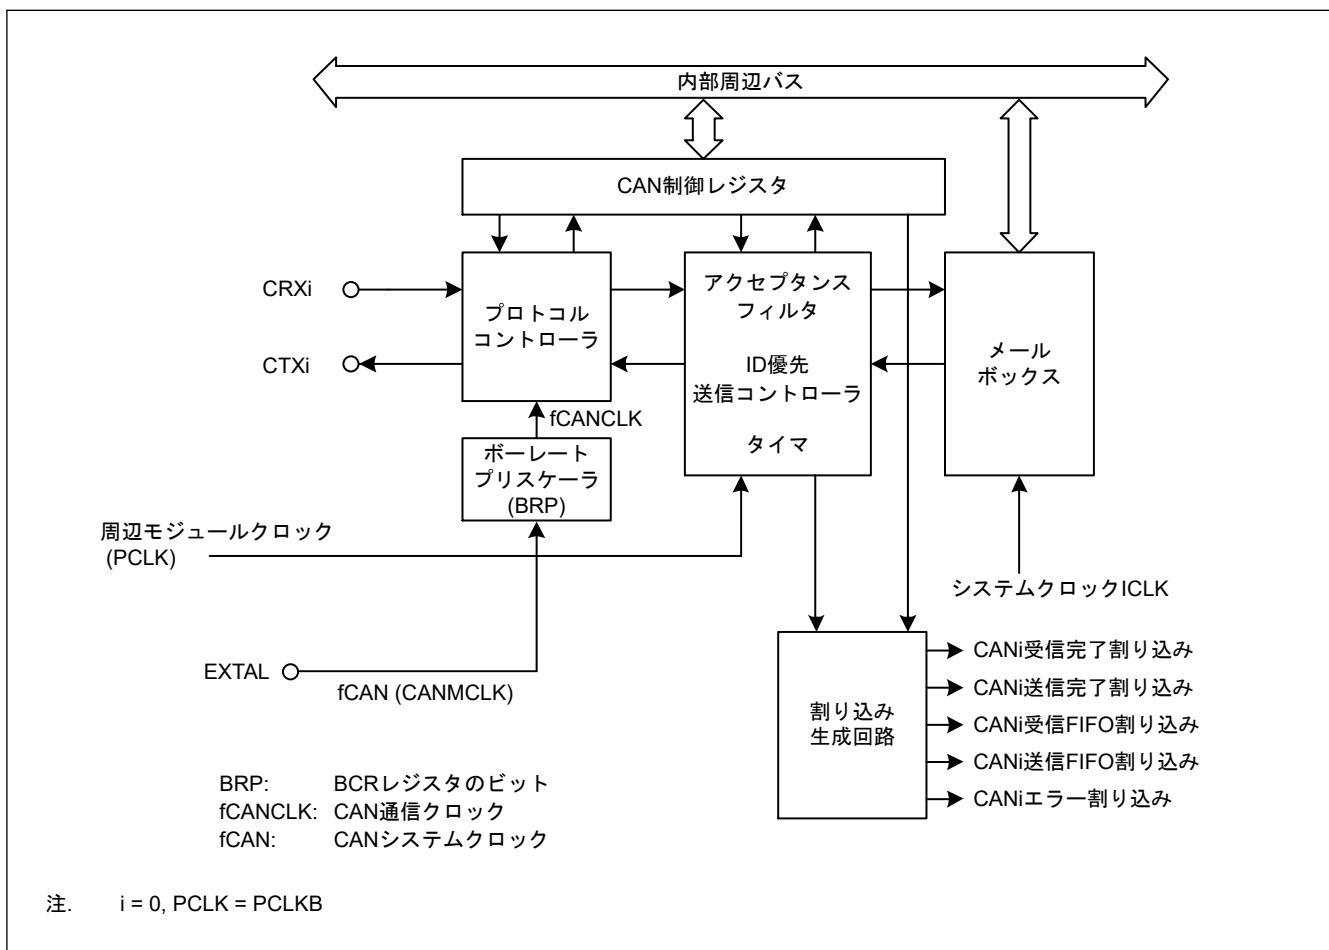 内部周辺バス
CAN制御レジスタ
CRXi
CTXi
プロトコル
コントローラ
アクセプタンス
フィルタ
ID優先
送信コントローラ
タイマ
メール
ボックス
fCANCLK
ボーレート
プリスケーラ
(BRP)
周辺モジュールクロック
(PCLK)
システムクロックICLK
EXTAL
fCAN (CANMCLK)
割り込み
生成回路
CANi受信完了割り込み
CANi送信完了割り込み
CANi受信FIFO割り込み
CANi送信FIFO割り込み
CANiエラー割り込み
BRP: BCRレジスタのビット
fCANCLK: CAN通信クロック
fCAN: CANシステムクロック
注. i = 0, PCLK = PCLKB